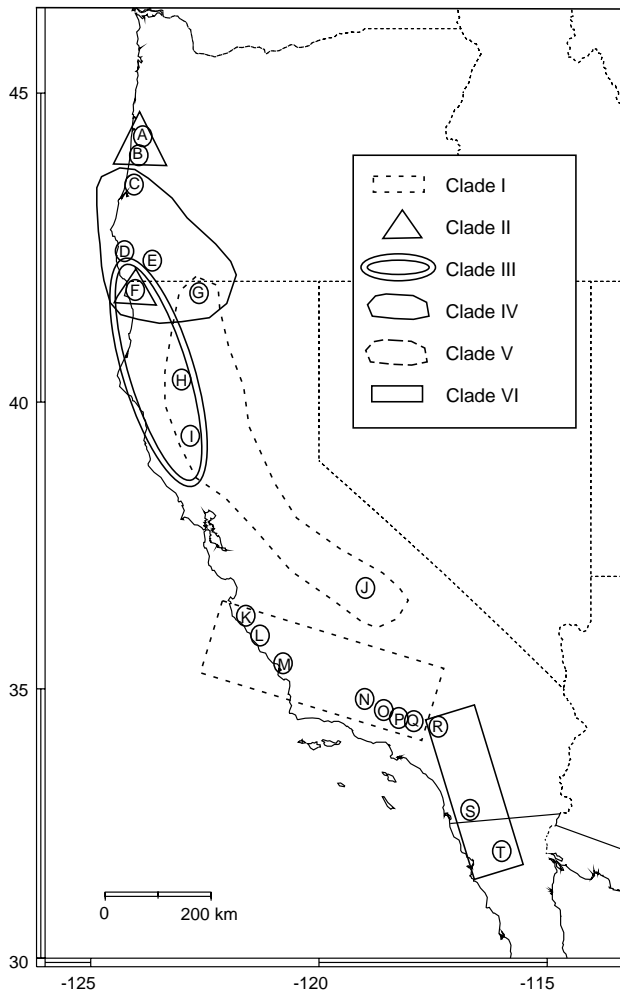 45
A
B
C
D
E
F
G
Clade I
Clade II
Clade III
Clade IV
Clade V
Clade VI
40
H
I
J
K
L
M
35
N
O
P
Q
R
S
T
0
200 km
30
-125
-120
-115